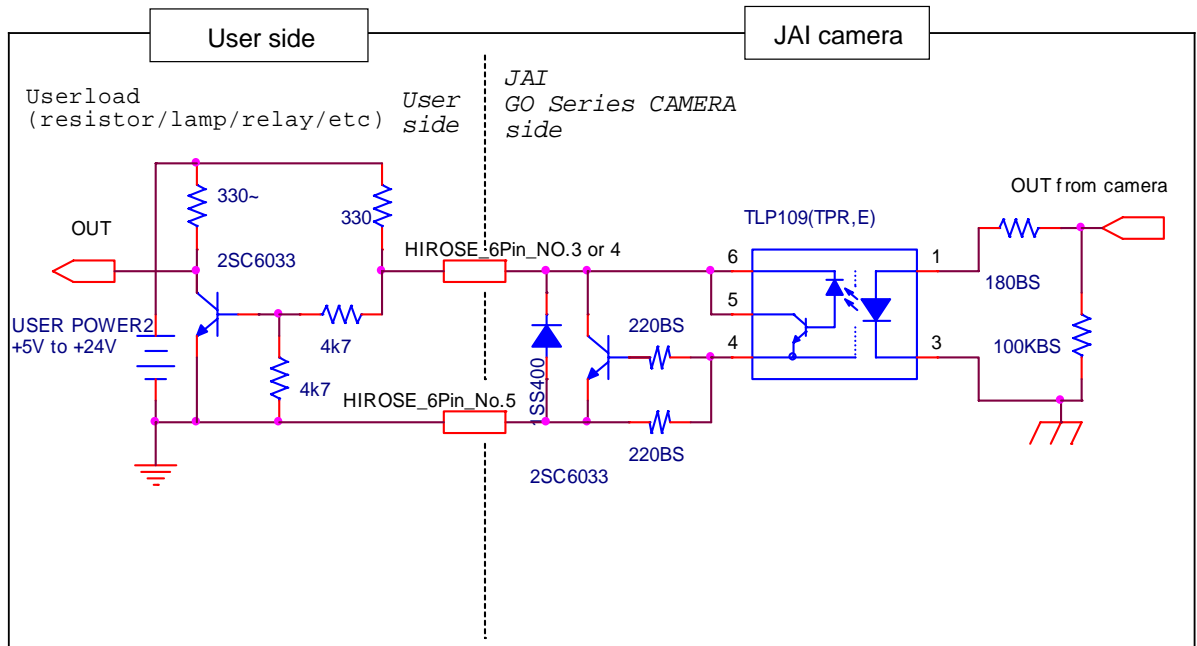 User side
JAI camera
Userload
(resistor/lamp/relay/etc)
User
side
JAI
GO Series CAMERA
side
330~
330
OUT
2SC6033
USER POWER2
+5V to +24V
4k7
4k7
HIROSE_6Pin_NO.3 or 4
HIROSE_6Pin_No.5
1SS400
2SC6033
220BS
220BS
TLP109(TPR,E)
6
5
4
1
3
OUT from camera
180BS
100KBS